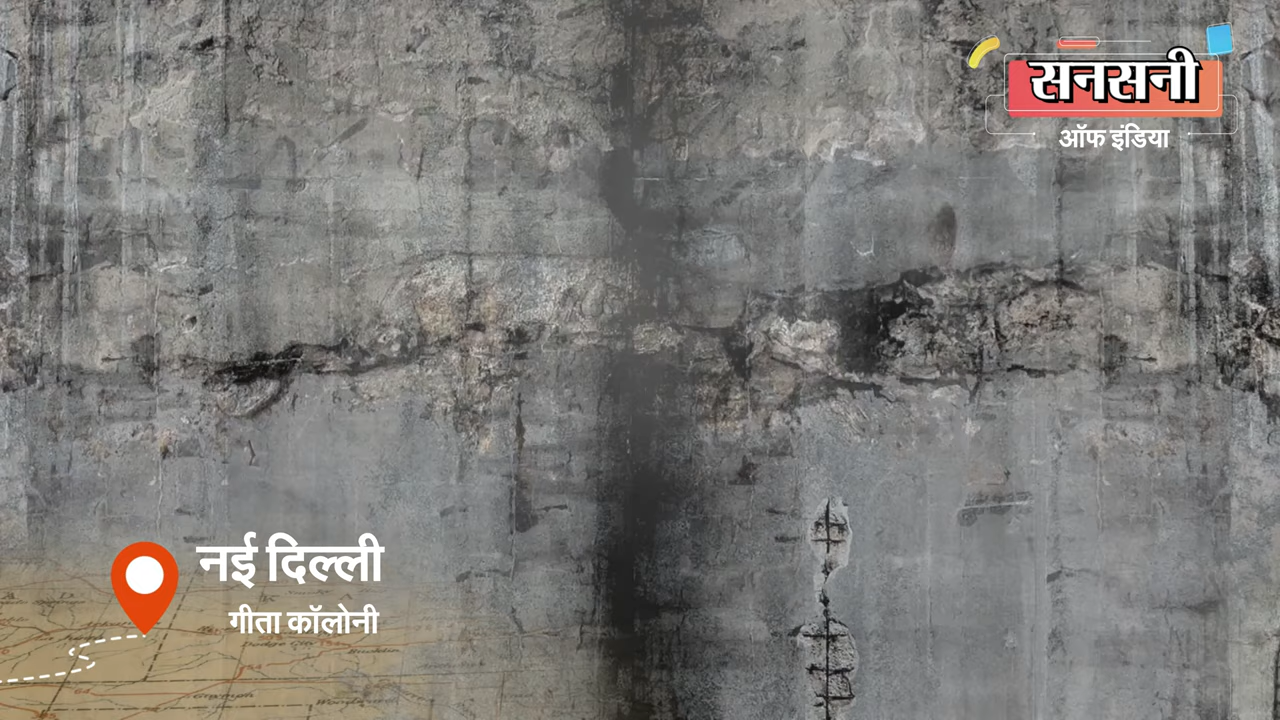 सनसनी
ऑफ इंडिया
नई दिल्ली
गीता कॉलोनी